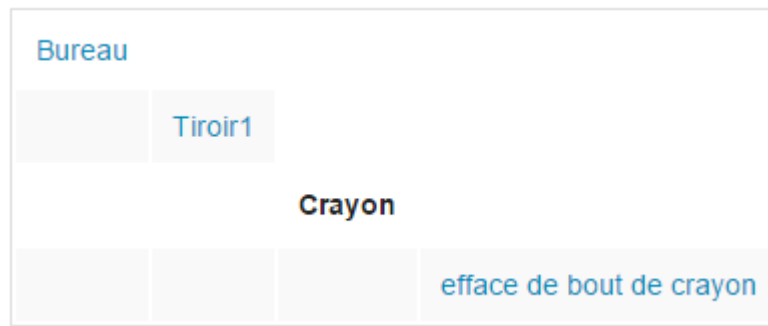 Bureau
Tiroir1
Crayon
efface de bout de crayon